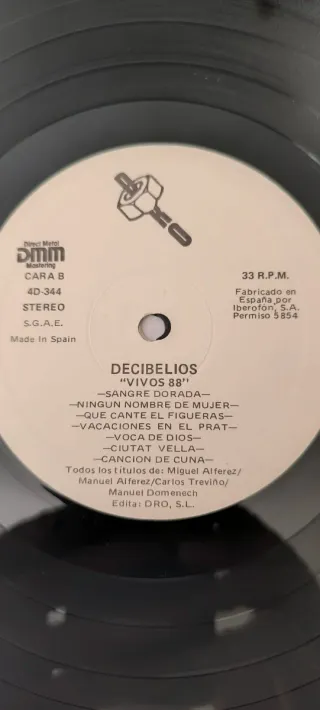 Direct Metal
DMM
Mastering
CARA B
4D-344
STEREO
S.G.A.E.
Made In Spain
33 R.P.M.
Fabricado en
España por
Iberofón, S.A.
Permiso 5854
DECIBELIOS
"VIVOS 88"
—SANGRE DORADA—
—NINGUN NOMBRE DE MUJER—
—QUE CANTE EL FIGUERAS—
—VACACIONES EN EL PRAT—
—VOCA DE DIOS—
—CIUTAT VELLA—
—CANCION DE CUNA—
Todos los titulos de: Miguel Alferez/
Manuel Alferez/Carlos Treviño/
Manuel Domenech
Edita: DRO, S.L.